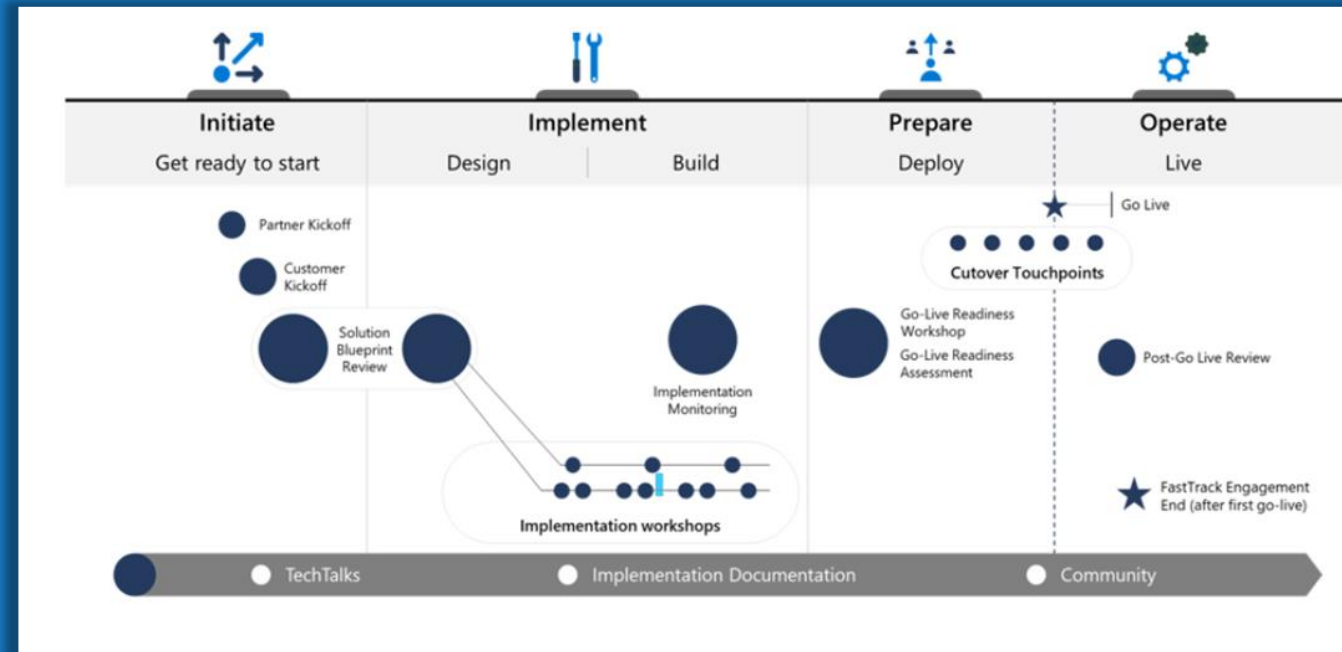 Initiate
Implement
Prepare
Operate
Get ready to start
Design
Build
Deploy
Live
Partner Kickoff
Go Live
Customer
Kickoff
Cutover Touchpoints
Solution
Blueprint
Review
Implementation
Monitoring
Go-Live Readiness
Workshop
Go-Live Readiness
Assessment
Post-Go Live Review
Implementation workshops
FastTrack Engagement
End (after first go-live)
TechTalks
Implementation Documentation
Community